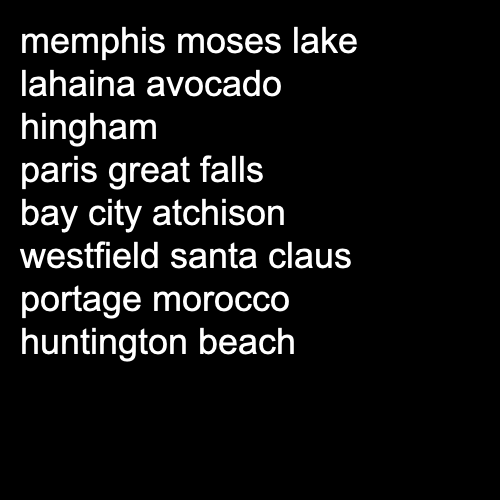 memphis moses lake
lahaina avocado
hingham
paris great falls
bay city atchison
westfield santa claus
portage morocco
huntington beach